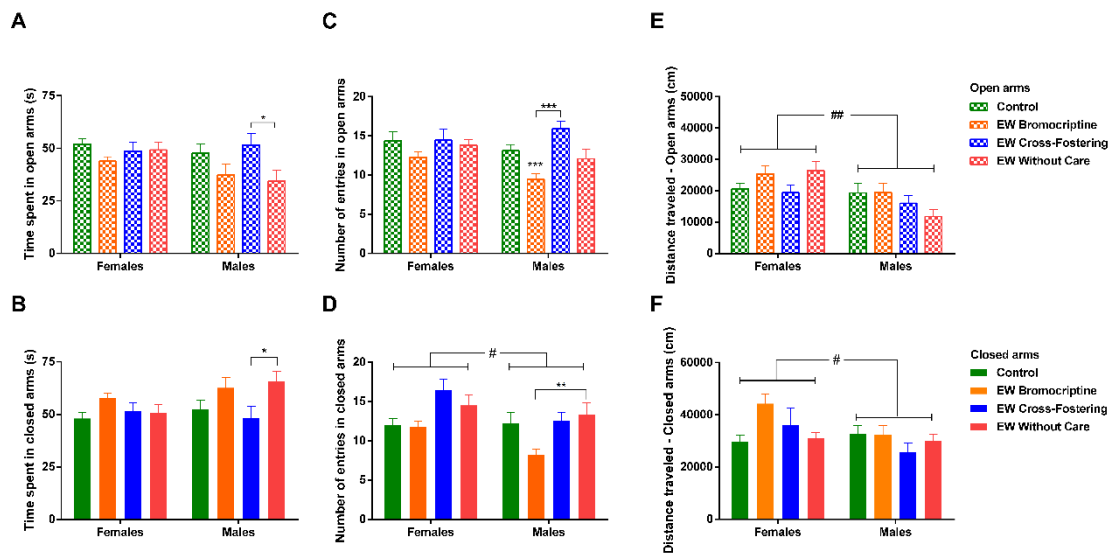 A
Time spent in open arms (s)
75
50
25
0
*
Females
Males
C
Number of entries in open arms
20
15
10
5
0
***
***
Females
Males
E
Distance traveled - Open arms (cm)
50000
40000
30000
20000
10000
0
##
Females
Males
Open arms
Control
EW Bromocriptine
EW Cross-Fostering
EW Without Care
B
Time spent in closed arms (s)
75
50
25
0
*
Females
Males
D
Number of entries in closed arms
20
15
10
5
0
#
**
Females
Males
F
Distance traveled - Closed arms (cm)
60000
40000
20000
0
#
Females
Males
Closed arms
Control
EW Bromocriptine
EW Cross-Fostering
EW Without Care